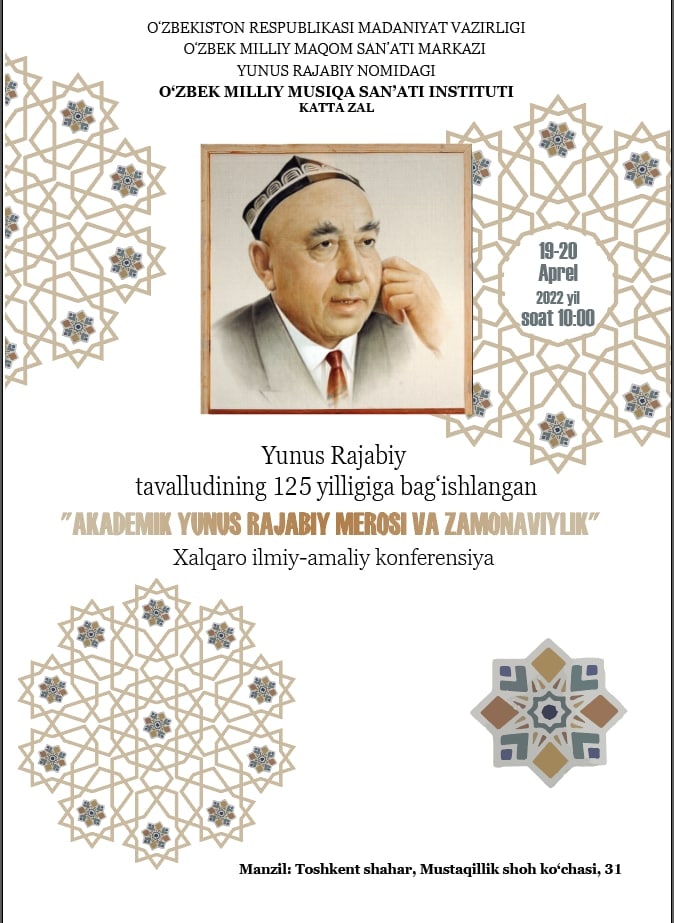 O‘ZBEKISTON RESPUBLIKASI MADANIYAT VAZIRLIGI
O‘ZBEK MILLIY MAQOM SAN’ATI MARKAZI
YUNUS RAJABIY NOMIDAGI
O‘ZBEK MILLIY MUSIQA SAN’ATI INSTITUTI
KATTA ZAL
19-20
Aprel
2022 yil
soat 10:00
Yunus Rajabiy
tavalludining 125 yilligiga bag‘ishlangan
"AKADEMIK YUNUS RAJABIY MEROSI VA ZAMONAVIYLIK"
Xalqaro ilmiy-amaliy konferensiya
Manzil: Toshkent shahar, Mustaqillik shoh ko‘chasi, 31